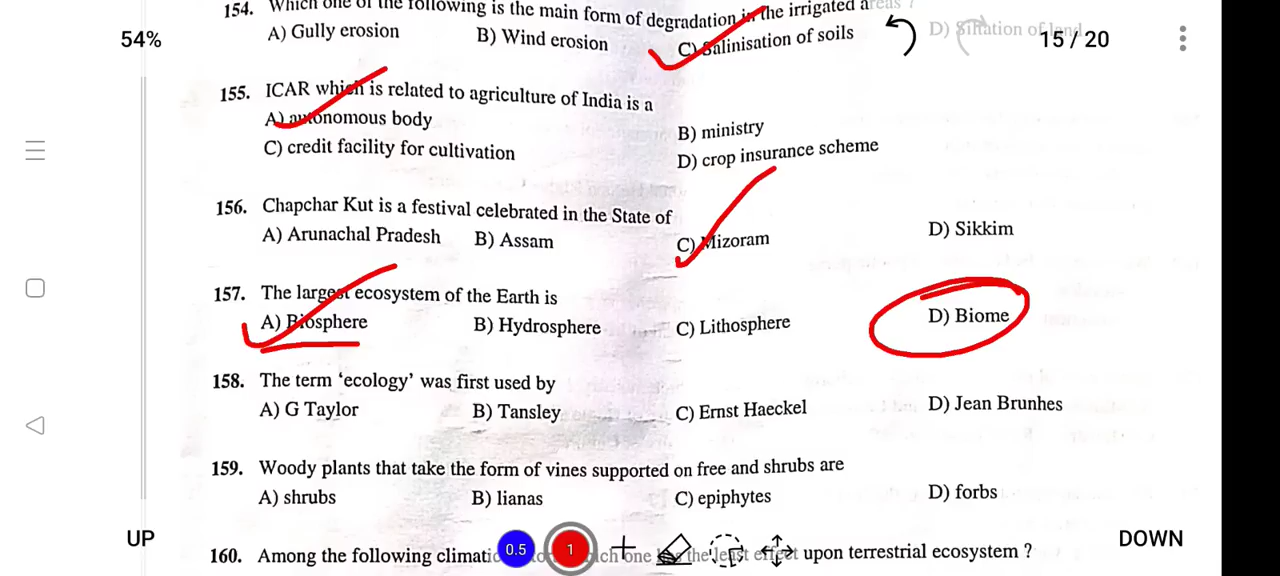 154. Which one of the following is the main form of degradation in the irrigated areas ?
A) Gully erosion B) Wind erosion C) Salinisation of soils D) Siltation of land
54%
15 / 20
155. ICAR which is related to agriculture of India is a
A) autonomous body B) ministry
C) credit facility for cultivation D) crop insurance scheme
156. Chapchar Kut is a festival celebrated in the State of
A) Arunachal Pradesh B) Assam C) Mizoram D) Sikkim
157. The largest ecosystem of the Earth is
A) Biosphere B) Hydrosphere C) Lithosphere D) Biome
158. The term ‘ecology’ was first used by
A) G Taylor B) Tansley C) Ernst Haeckel D) Jean Brunhes
159. Woody plants that take the form of vines supported on free and shrubs are
A) shrubs B) lianas C) epiphytes D) forbs
UP
DOWN
160. Among the following climatic which one the least effect upon terrestrial ecosystem ?
0.5
1